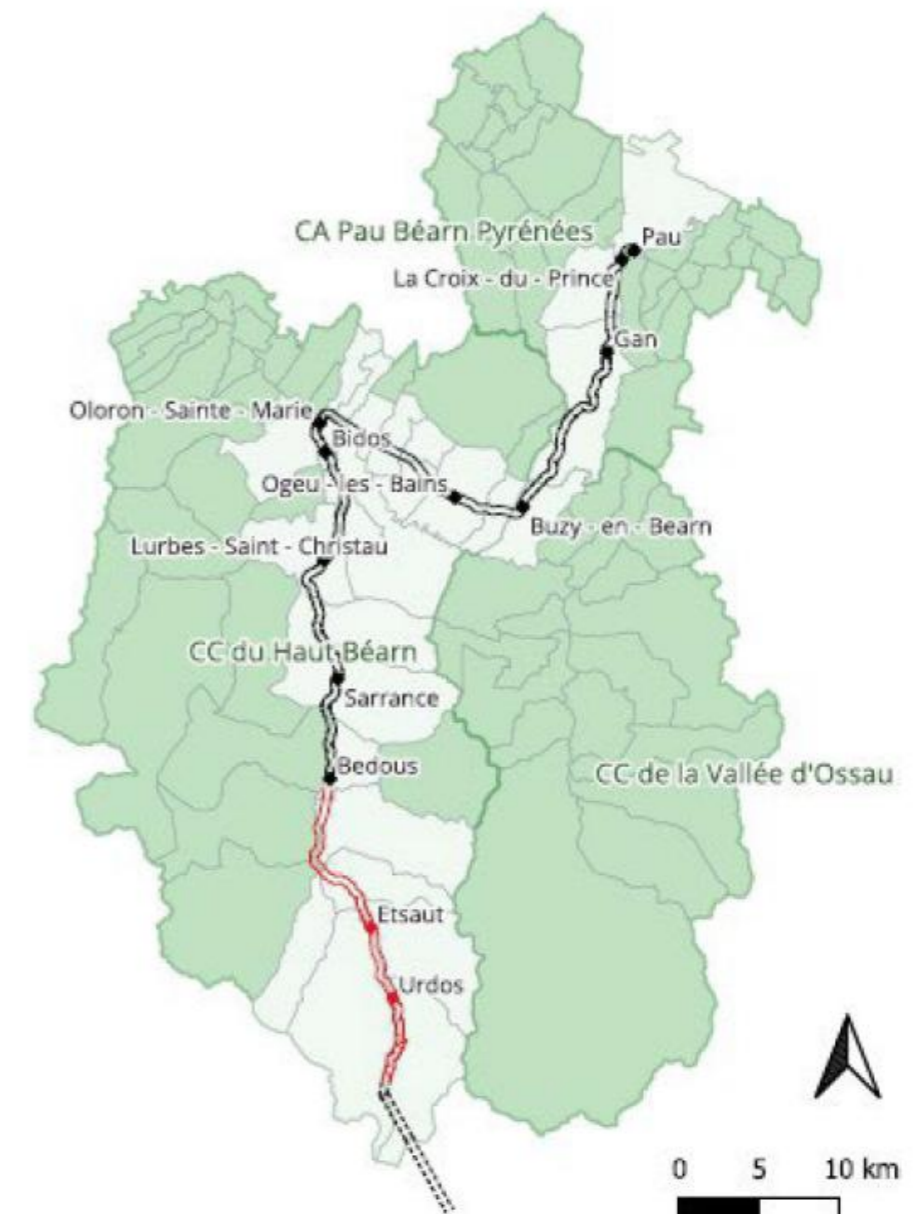 CA Pau Béarn Pyrénées
Pau
La Croix - du - Prince
Gan
Oloron - Sainte - Marie
Bidos
Ogeu - les - Bains
Buzy - en - Bearn
Lurbes - Saint - Christau
CC du Haut Béarn
Sarrance
Bedous
CC de la Vallée d'Ossau
Etsaut
Urdos
0 5 10 km